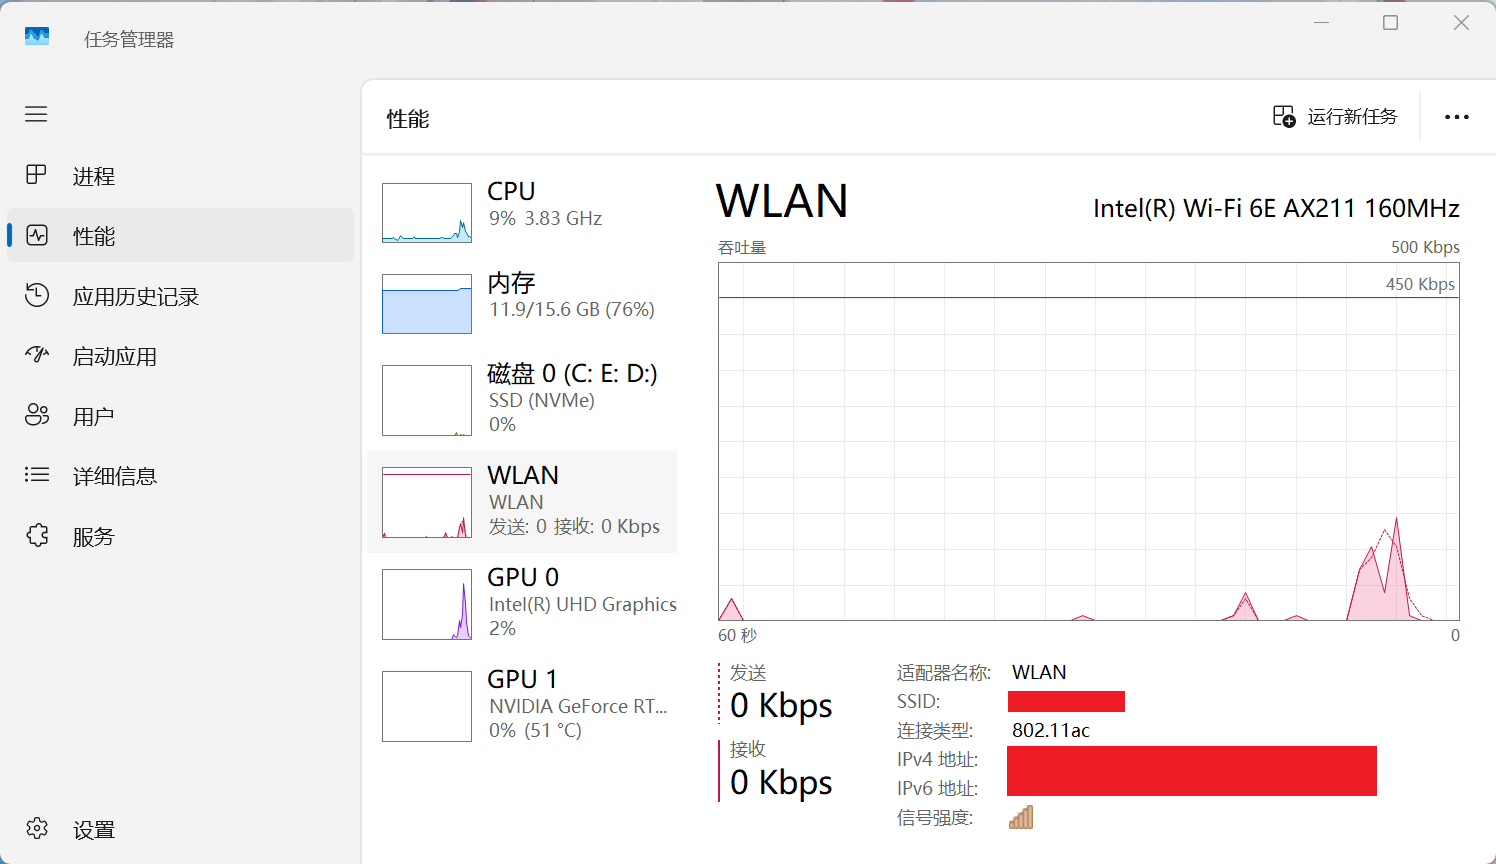 任务管理器
性能
运行新任务
进程
性能
应用历史记录
启动应用
用户
详细信息
服务
设置
CPU
9% 3.83 GHz
内存
11.9/15.6 GB (76%)
磁盘 0 (C: E: D:)
SSD (NVMe)
0%
WLAN
WLAN
发送: 0 接收: 0 Kbps
GPU 0
Intel(R) UHD Graphics
2%
GPU 1
NVIDIA GeForce RT...
0% (51 °C)
WLAN
Intel(R) Wi-Fi 6E AX211 160MHz
吞吐量
500 Kbps
450 Kbps
60 秒
0
发送
0 Kbps
接收
0 Kbps
适配器名称: WLAN
SSID:
连接类型: 802.11ac
IPv4 地址:
IPv6 地址:
信号强度: